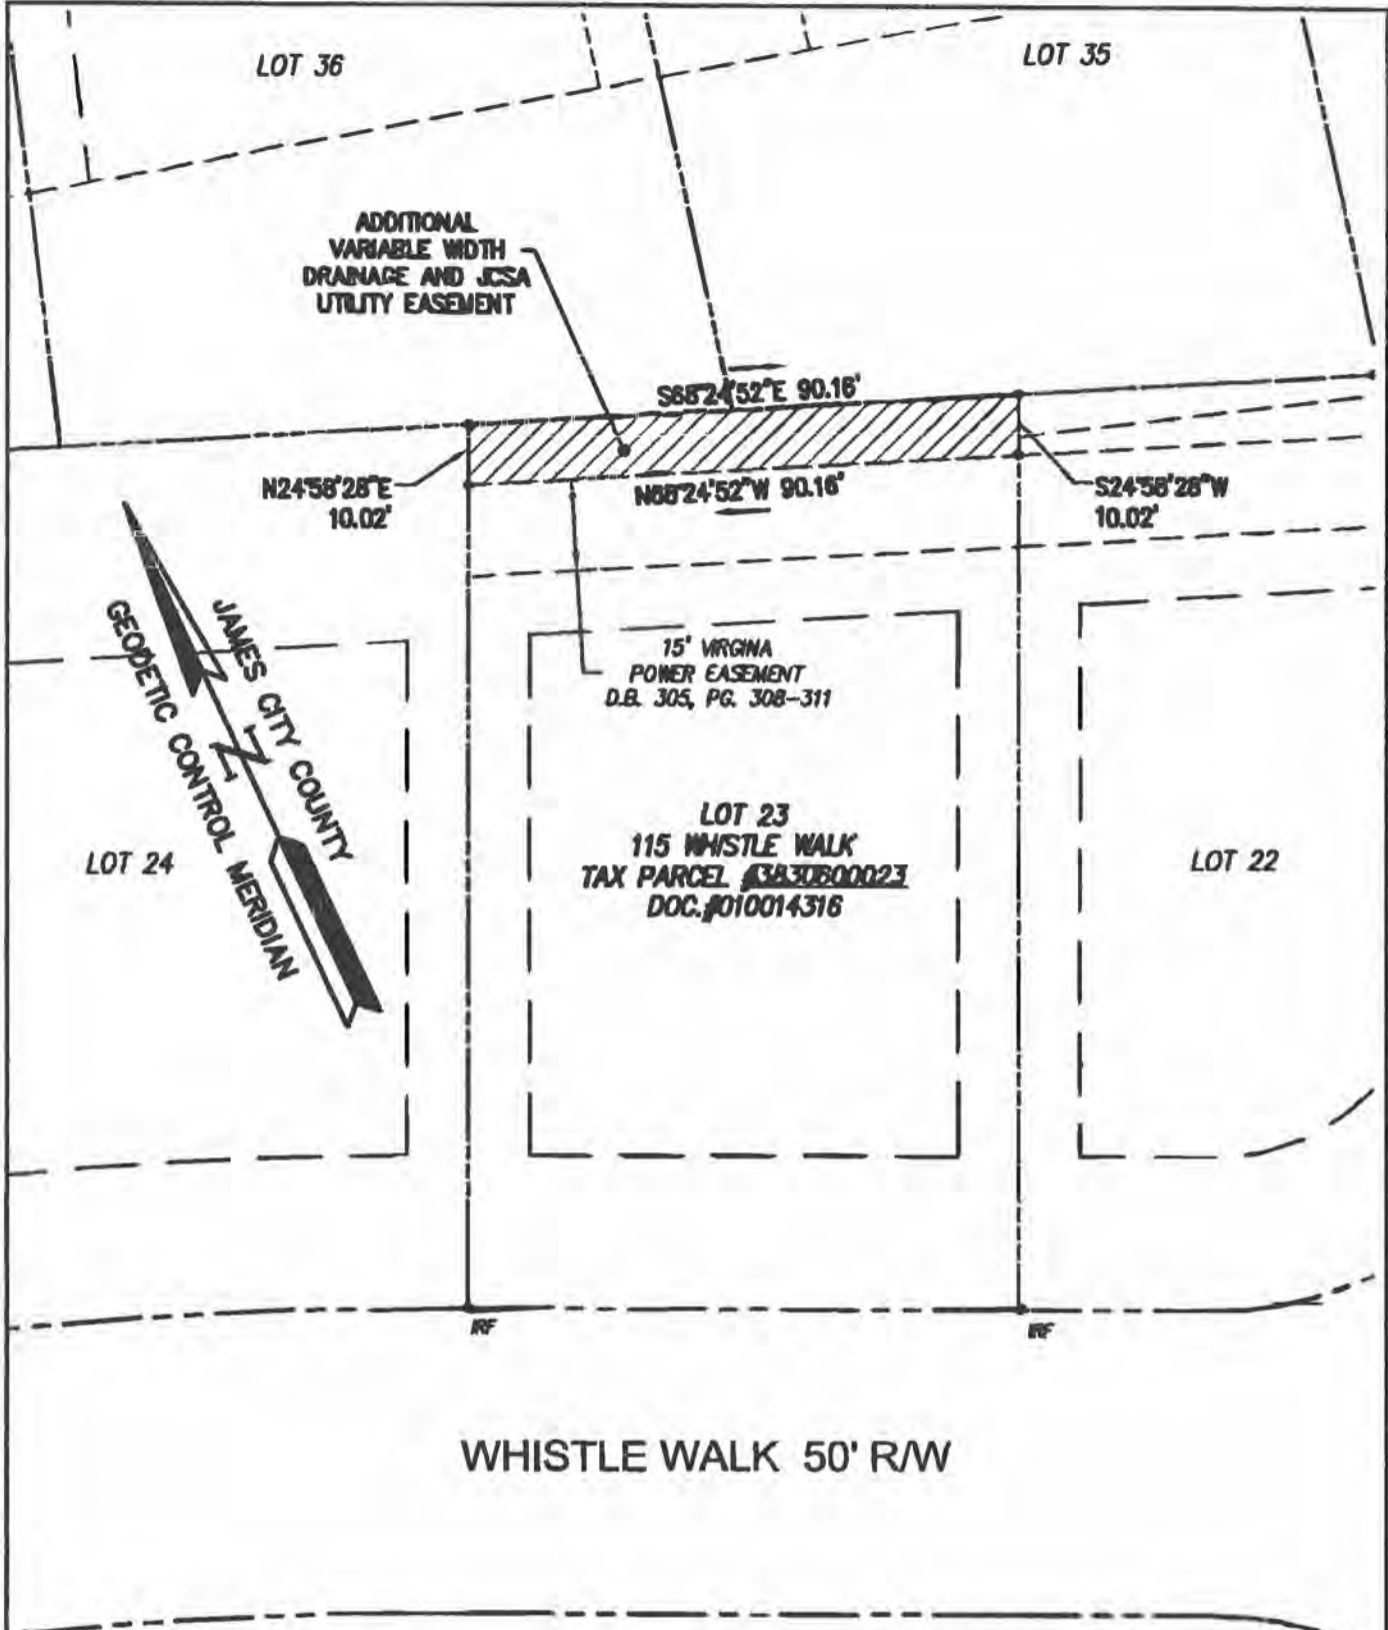 LOT 36
LOT 35
ADDITIONAL
VARIABLE WIDTH
DRAINAGE AND JCSA
UTILITY EASEMENT
S68°24'52"E 90.16'
N24°58'28"E
10.02'
N68°24'52"W 90.16'
S24°58'28"W
10.02'
JAMES CITY COUNTY
GEODETIC CONTROL MERIDIAN
15' VIRGINIA
POWER EASEMENT
D.B. 305, PG. 308-311
LOT 24
LOT 23
115 WHISTLE WALK
TAX PARCEL #3830600023
DOC.#010014316
LOT 22
IRF
IRF
WHISTLE WALK 50' R/W